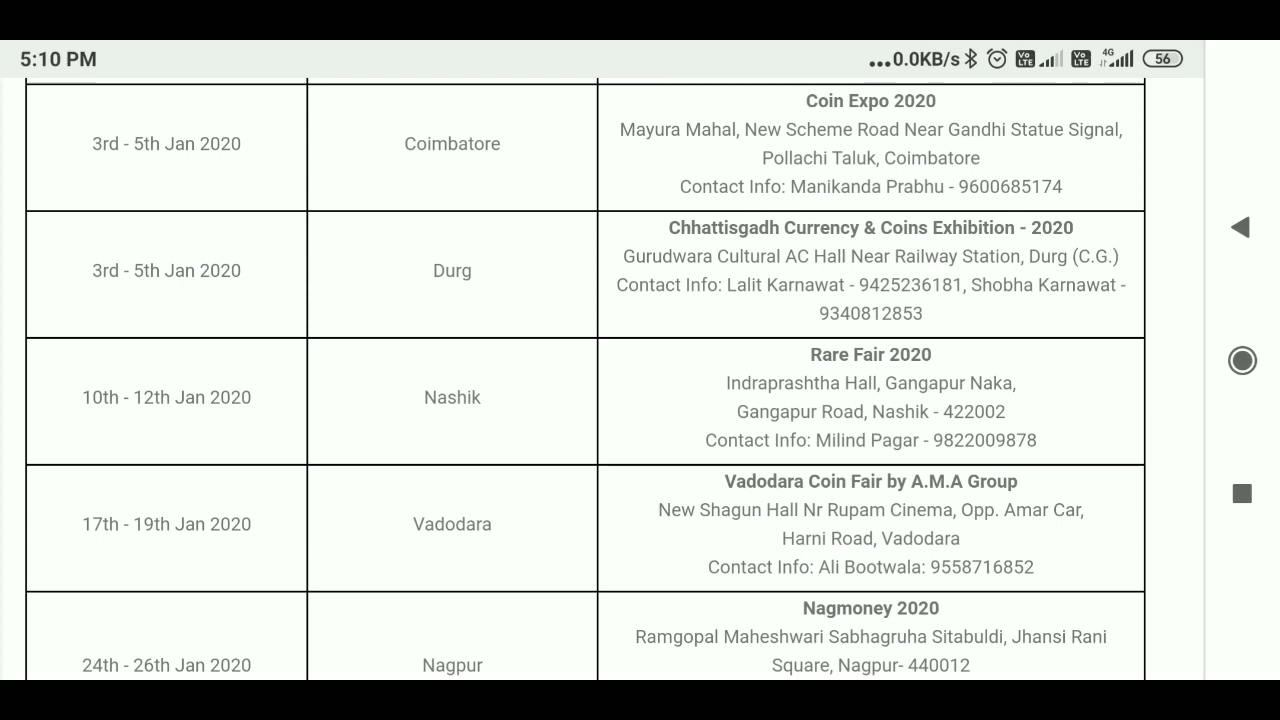 5:10 PM
...0.0KB/s Vo LTE Vo LTE 4G 56
Coin Expo 2020
3rd - 5th Jan 2020
Coimbatore
Mayura Mahal, New Scheme Road Near Gandhi Statue Signal,
Pollachi Taluk, Coimbatore
Contact Info: Manikanda Prabhu - 9600685174
Chhattisgadh Currency & Coins Exhibition - 2020
3rd - 5th Jan 2020
Durg
Gurudwara Cultural AC Hall Near Railway Station, Durg (C.G.)
Contact Info: Lalit Karnawat - 9425236181, Shobha Karnawat -
9340812853
Rare Fair 2020
10th - 12th Jan 2020
Nashik
Indraprashtha Hall, Gangapur Naka,
Gangapur Road, Nashik - 422002
Contact Info: Milind Pagar - 9822009878
Vadodara Coin Fair by A.M.A Group
17th - 19th Jan 2020
Vadodara
New Shagun Hall Nr Rupam Cinema, Opp. Amar Car,
Harni Road, Vadodara
Contact Info: Ali Bootwala: 9558716852
Nagmoney 2020
24th - 26th Jan 2020
Nagpur
Ramgopal Maheshwari Sabhagruha Sitabuldi, Jhansi Rani
Square, Nagpur- 440012